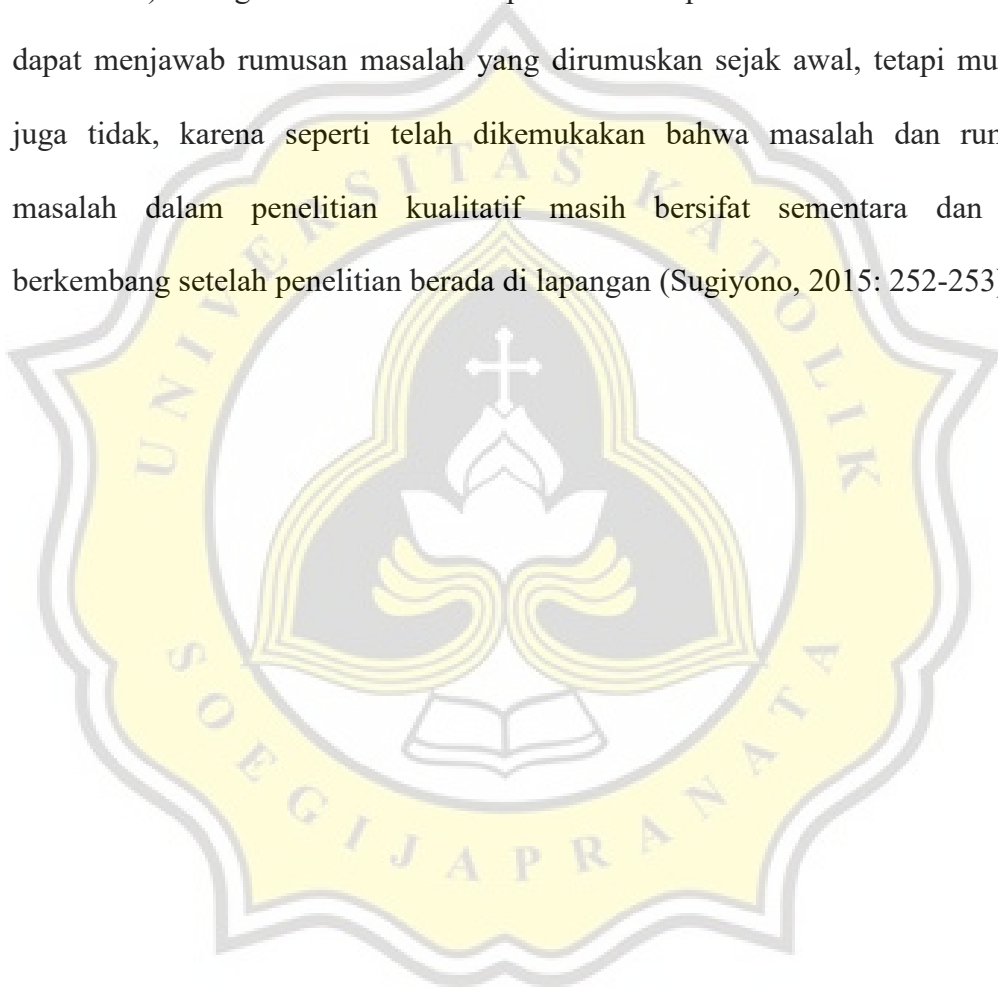 dapat menjawab rumusan masalah yang dirumuskan sejak awal, tetapi mu
juga tidak, karena seperti telah dikemukakan bahwa masalah dan run
masalah dalam penelitian kualitatif masih bersifat sementara dan
berkembang setelah penelitian berada di lapangan (Sugiyono, 2015: 252-253)
UNIVERSITAS KATOLIK
SOEGIJAPRANATA